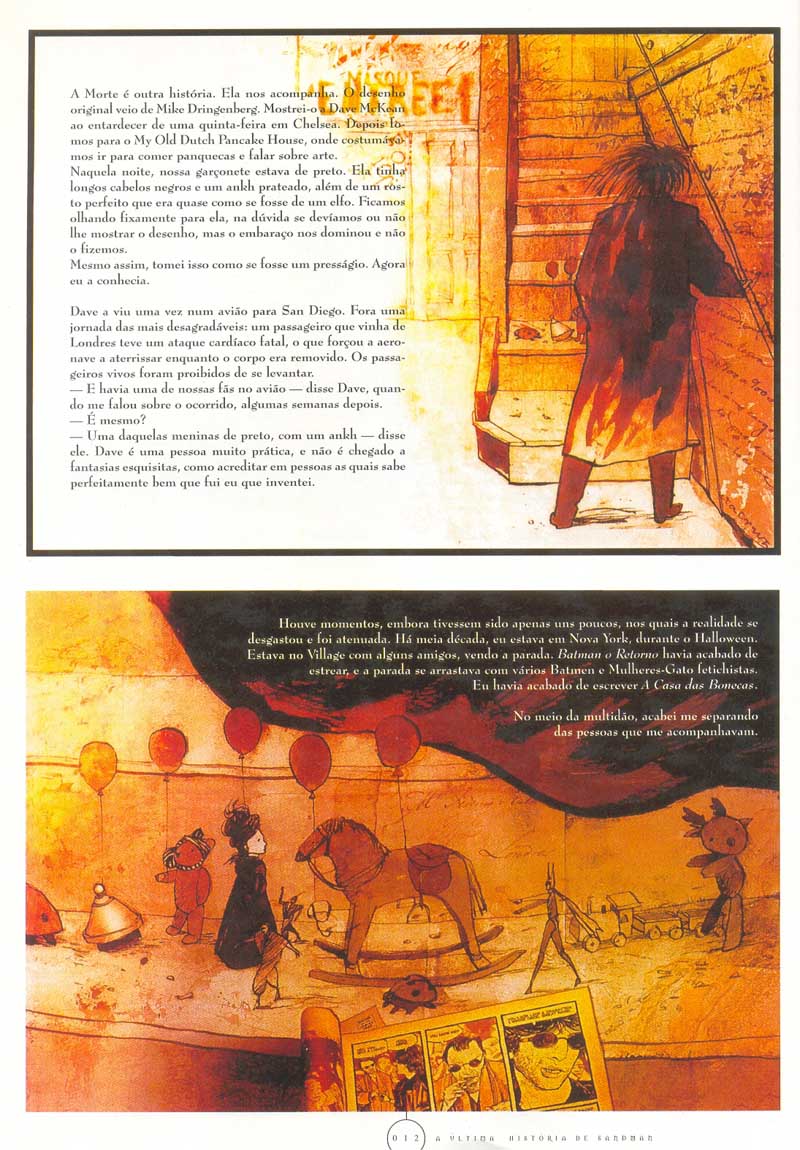 MASQUE
A Morte é outra história. Ela nos acompanha. O desenho
original veio de Mike Dringenberg. Mostrei-o a Dave McKean
ao entardecer de uma quinta-feira em Chelsea. Depois fo-
mos para o My Old Dutch Pancake House, onde costumáva-
mos ir para comer panquecas e falar sobre arte.
Naquela noite, nossa garçonete estava de preto. Ela tinha
longos cabelos negros e um ankh prateado, além de um ros-
to perfeito que era quase como se fosse de um elfo. Ficamos
olhando fixamente para ela, na dúvida se devíamos ou não
lhe mostrar o desenho, mas o embaraço nos dominou e não
o fizemos.
Mesmo assim, tomei isso como se fosse um presságio. Agora
eu a conhecia.
Dave a viu uma vez num avião para San Diego. Fora uma
jornada das mais desagradáveis: um passageiro que vinha de
Londres teve um ataque cardíaco fatal, o que forçou a aero-
nave a aterrissar enquanto o corpo era removido. Os passa-
geiros vivos foram proibidos de se levantar.
— E havia uma de nossas fãs no avião — disse Dave, quan-
do me falou sobre o ocorrido, algumas semanas depois.
— É mesmo?
— Uma daquelas meninas de preto, com um ankh — disse
ele. Dave é uma pessoa muito prática, e não é chegado a
fantasias esquisitas, como acreditar em pessoas as quais sabe
perfeitamente bem que fui eu que inventei.
Houve momentos, embora tivessem sido apenas uns poucos, nos quais a realidade se
desgastou e foi atenuada. Há meia década, eu estava em Nova York, durante o Halloween.
Estava no Village com alguns amigos, vendo a parada. Batman o Retorno havia acabado de
estrear, e a parada se arrastava com vários Batmen e Mulheres-Gato fetichistas.
Eu havia acabado de escrever A Casa das Bonecas.
No meio da multidão, acabei me separando
das pessoas que me acompanhavam.
012 A ULTIMA HISTORIA DE SANDMAN